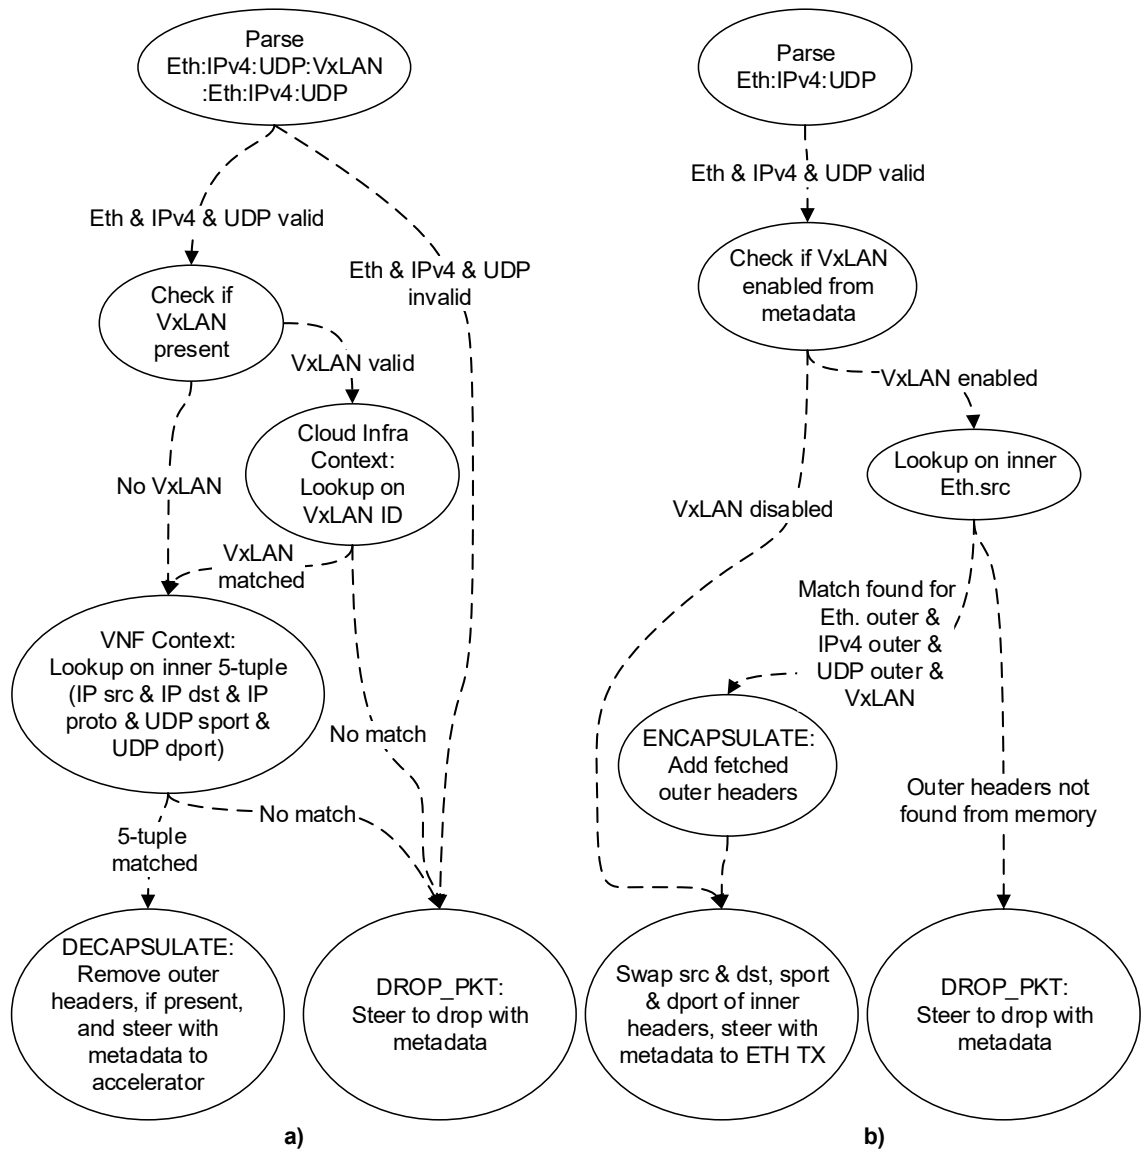 Parse
Eth:IPv4:UDP:VxLAN
:Eth:IPv4:UDP
Eth & IPv4 & UDP valid
Eth & IPv4 & UDP
invalid
Check if
VxLAN
present
VxLAN valid
Cloud Infra
Context:
Lookup on
VxLAN ID
No VxLAN
VxLAN
matched
VNF Context:
Lookup on inner 5-tuple
(IP src & IP dst & IP
proto & UDP sport &
UDP dport)
No match
No match
5-tuple
matched
DECAPSULATE:
Remove outer
headers, if present,
and steer with
metadata to
accelerator
DROP_PKT:
Steer to drop with
metadata
a)
Parse
Eth:IPv4:UDP
Eth & IPv4 & UDP valid
Check if VxLAN
enabled from
metadata
VxLAN enabled
Lookup on inner
Eth.src
VxLAN disabled
Match found for
Eth. outer &
IPv4 outer &
UDP outer &
VxLAN
ENCAPSULATE:
Add fetched
outer headers
Outer headers not
found from memory
Swap src & dst, sport
& dport of inner
headers, steer with
metadata to ETH TX
DROP_PKT:
Steer to drop with
metadata
b)